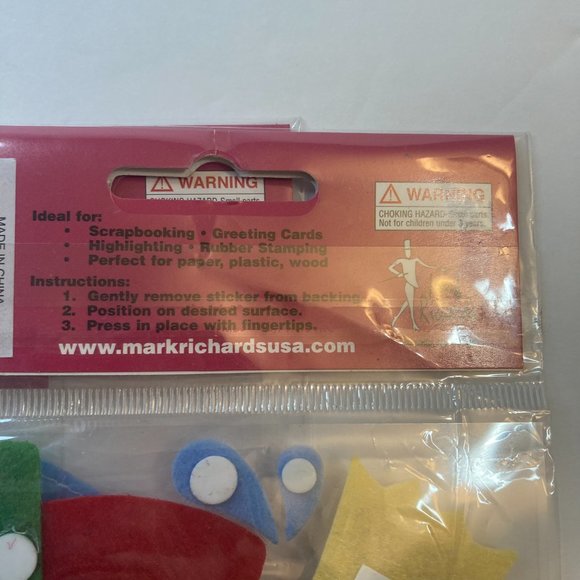 WARNING
CHOKING HAZARD-Small parts
WARNING
CHOKING HAZARD-Small parts
Not for children under 3 years.
Ideal for:
• Scrapbooking • Greeting Cards
• Highlighting • Rubber Stamping
• Perfect for paper, plastic, wood
Instructions:
1. Gently remove sticker from backing.
2. Position on desired surface.
3. Press in place with fingertips.
www.markrichardsusa.com
MADE IN CHINA